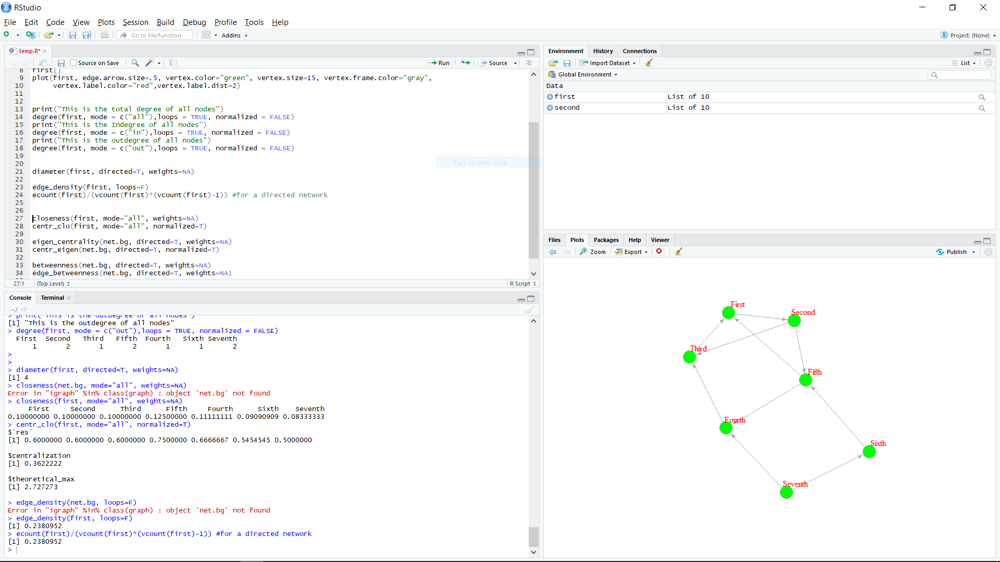 RStudio
File Edit Code View Plots Session Build Debug Profile Tools Help
Go to file/function Addins Project: (None)
temp.R* ×
Source on Save Run Source
8 first[]
9 plot(first, edge.arrow.size=.5, vertex.color="green", vertex.size=15, vertex.frame.color="gray",
10 vertex.label.color="red",vertex.label.dist=2)
11
12
13 print("This is the total degree of all nodes")
14 degree(first, mode = c("all"),loops = TRUE, normalized = FALSE)
15 print("This is the Indegree of all nodes")
16 degree(first, mode = c("in"),loops = TRUE, normalized = FALSE)
17 print("This is the outdegree of all nodes")
18 degree(first, mode = c("out"),loops = TRUE, normalized = FALSE)
19
20
Full-screen Snip
21 diameter(first, directed=T, weights=NA)
22
23 edge_density(first, loops=F)
24 ecount(first)/(vcount(first)*(vcount(first)-1)) #for a directed network
25
26
27 closeness(first, mode="all", weights=NA)
28 centr_clo(first, mode="all", normalized=T)
29
30 eigen_centrality(net.bg, directed=T, weights=NA)
31 centr_eigen(net.bg, directed=T, normalized=T)
32
33 betweenness(net.bg, directed=T, weights=NA)
34 edge_betweenness(net.bg, directed=T, weights=NA)
27:1 (Top Level) R Script
Console Terminal ×
~/
> print("This is the outdegree of all nodes")
[1] "This is the outdegree of all nodes"
> degree(first, mode = c("out"),loops = TRUE, normalized = FALSE)
First Second Third Fifth Fourth Sixth Seventh
1 2 1 2 1 1 2
>
>
> diameter(first, directed=T, weights=NA)
[1] 4
> closeness(net.bg, mode="all", weights=NA)
Error in "igraph" %in% class(graph) : object 'net.bg' not found
> closeness(first, mode="all", weights=NA)
First Second Third Fifth Fourth Sixth Seventh
0.10000000 0.10000000 0.10000000 0.12500000 0.11111111 0.09090909 0.08333333
> centr_clo(first, mode="all", normalized=T)
$`res`
[1] 0.6000000 0.6000000 0.6000000 0.7500000 0.6666667 0.5454545 0.5000000
$centralization
[1] 0.3622222
$theoretical_max
[1] 2.727273
> edge_density(net.bg, loops=F)
Error in "igraph" %in% class(graph) : object 'net.bg' not found
> edge_density(first, loops=F)
[1] 0.2380952
> ecount(first)/(vcount(first)*(vcount(first)-1)) #for a directed network
[1] 0.2380952
>
Environment History Connections
Import Dataset List
Global Environment
Data
first List of 10
second List of 10
Files Plots Packages Help Viewer
Zoom Export Publish
First
Second
Third
Fifth
Fourth
Sixth
Seventh